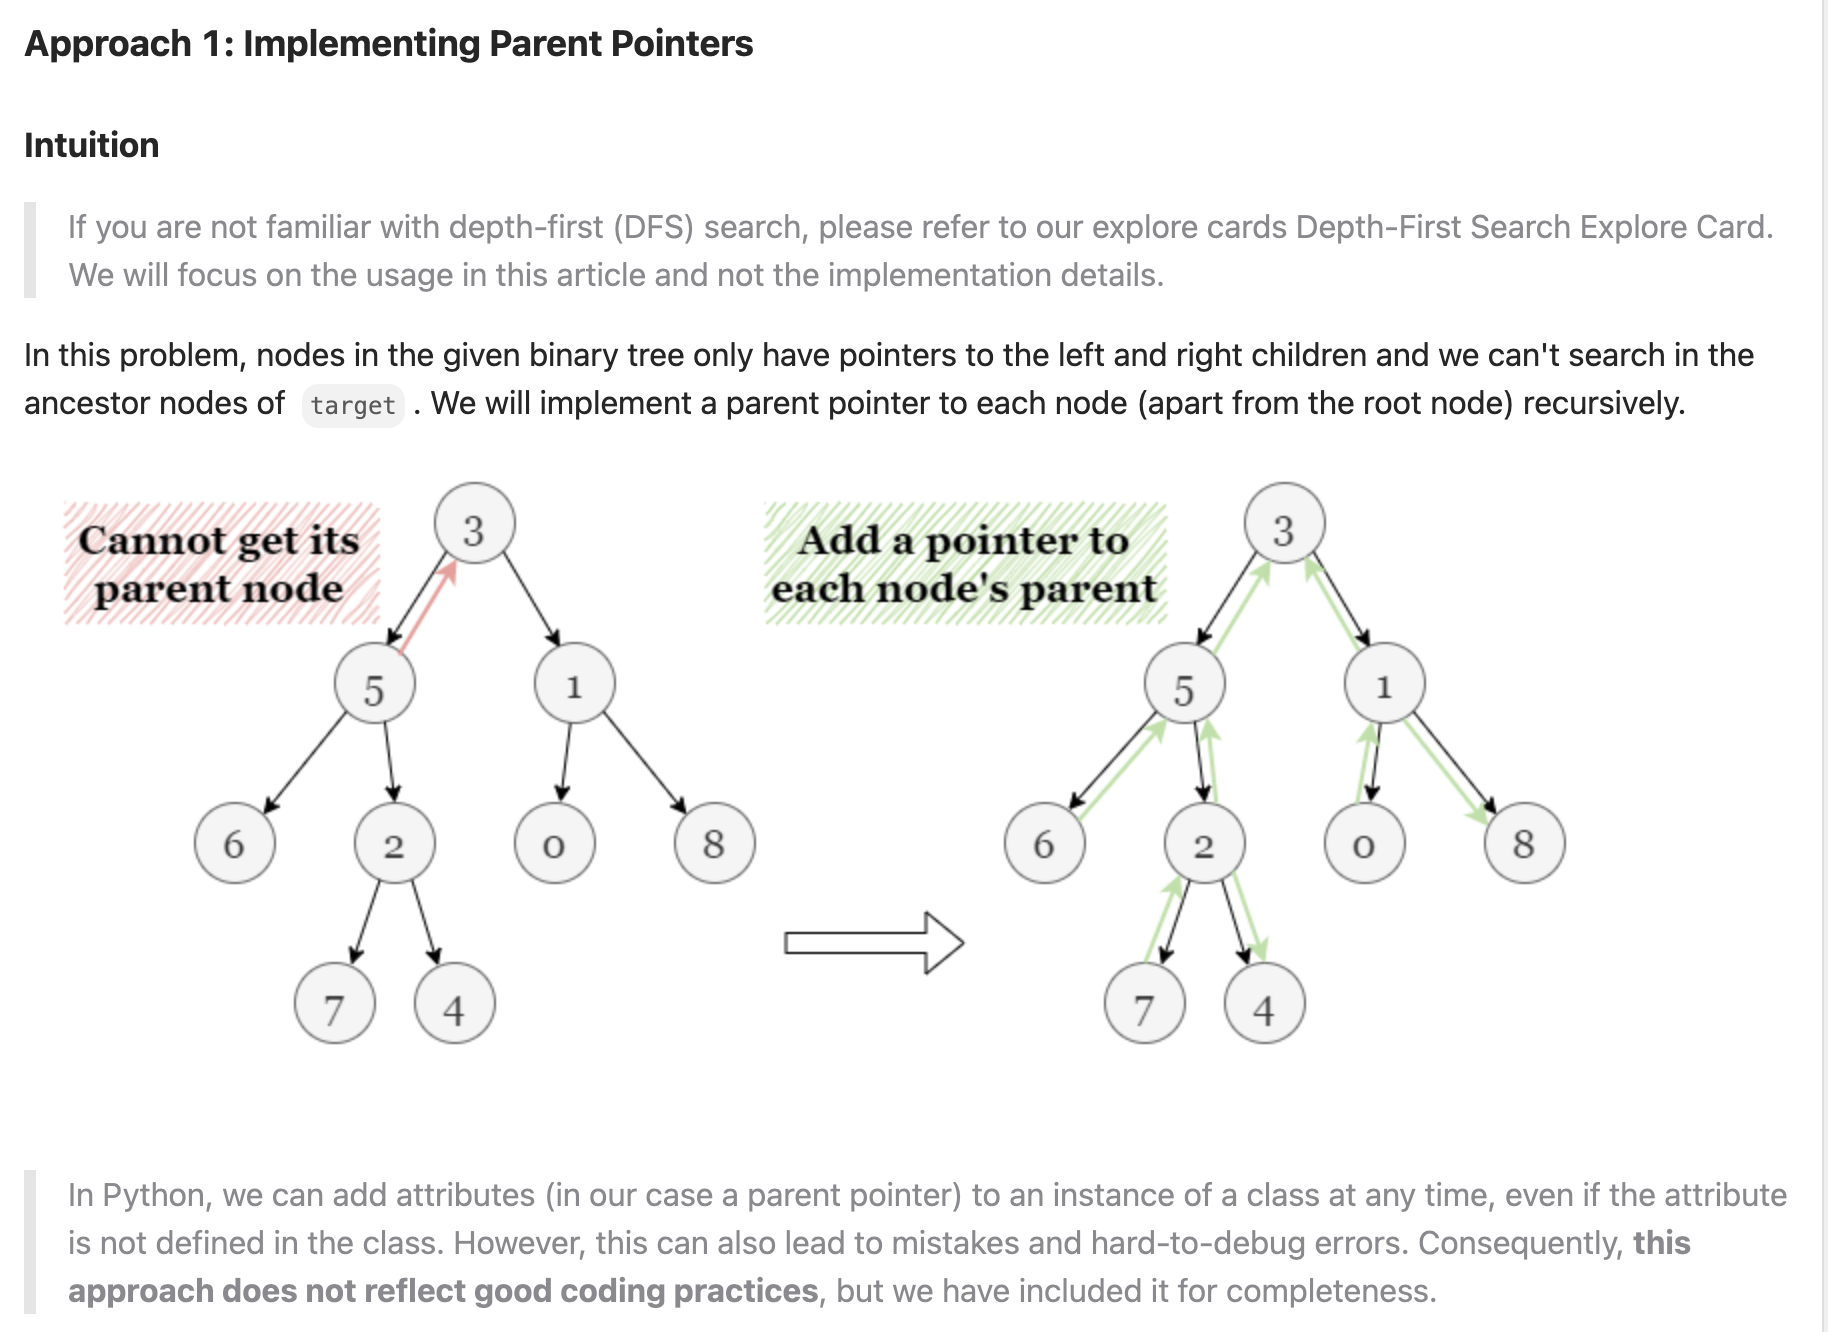 Approach 1: Implementing Parent Pointers
Intuition
If you are not familiar with depth-first (DFS) search, please refer to our explore cards Depth-First Search Explore Card.
We will focus on the usage in this article and not the implementation details.
In this problem, nodes in the given binary tree only have pointers to the left and right children and we can't search in the
ancestor nodes of target . We will implement a parent pointer to each node (apart from the root node) recursively.
Cannot get its
parent node
3
5
1
6
2
0
8
7
4
Add a pointer to
each node's parent
3
5
1
6
2
0
8
7
4
In Python, we can add attributes (in our case a parent pointer) to an instance of a class at any time, even if the attribute
is not defined in the class. However, this can also lead to mistakes and hard-to-debug errors. Consequently, this
approach does not reflect good coding practices, but we have included it for completeness.